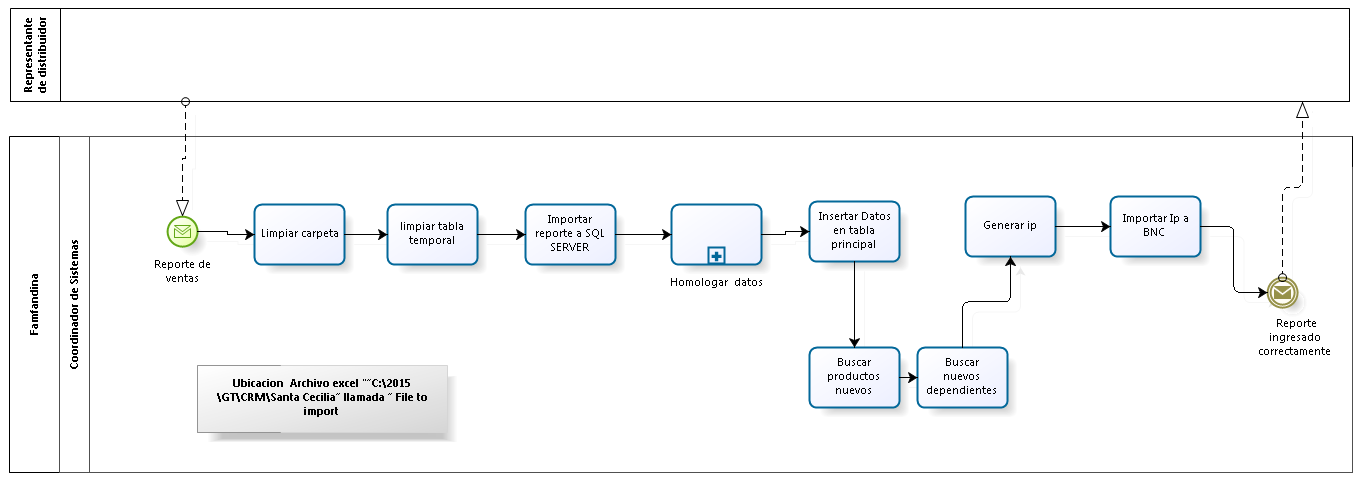 Representante
de distribuidor
Famfandina
Coordinador de Sistemas
Reporte de
ventas
Limpiar carpeta
limpiar tabla
temporal
Importar
reporte a SQL
SERVER
Homologar datos
Insertar Datos
en tabla
principal
Buscar
productos
nuevos
Buscar
nuevos
dependientes
Generar ip
Importar Ip a
BNC
Reporte
ingresado
correctamente
Ubicacion Archivo excel "“C:\2015
\GT\CRM\Santa Cecilia” llamada “ File to
import